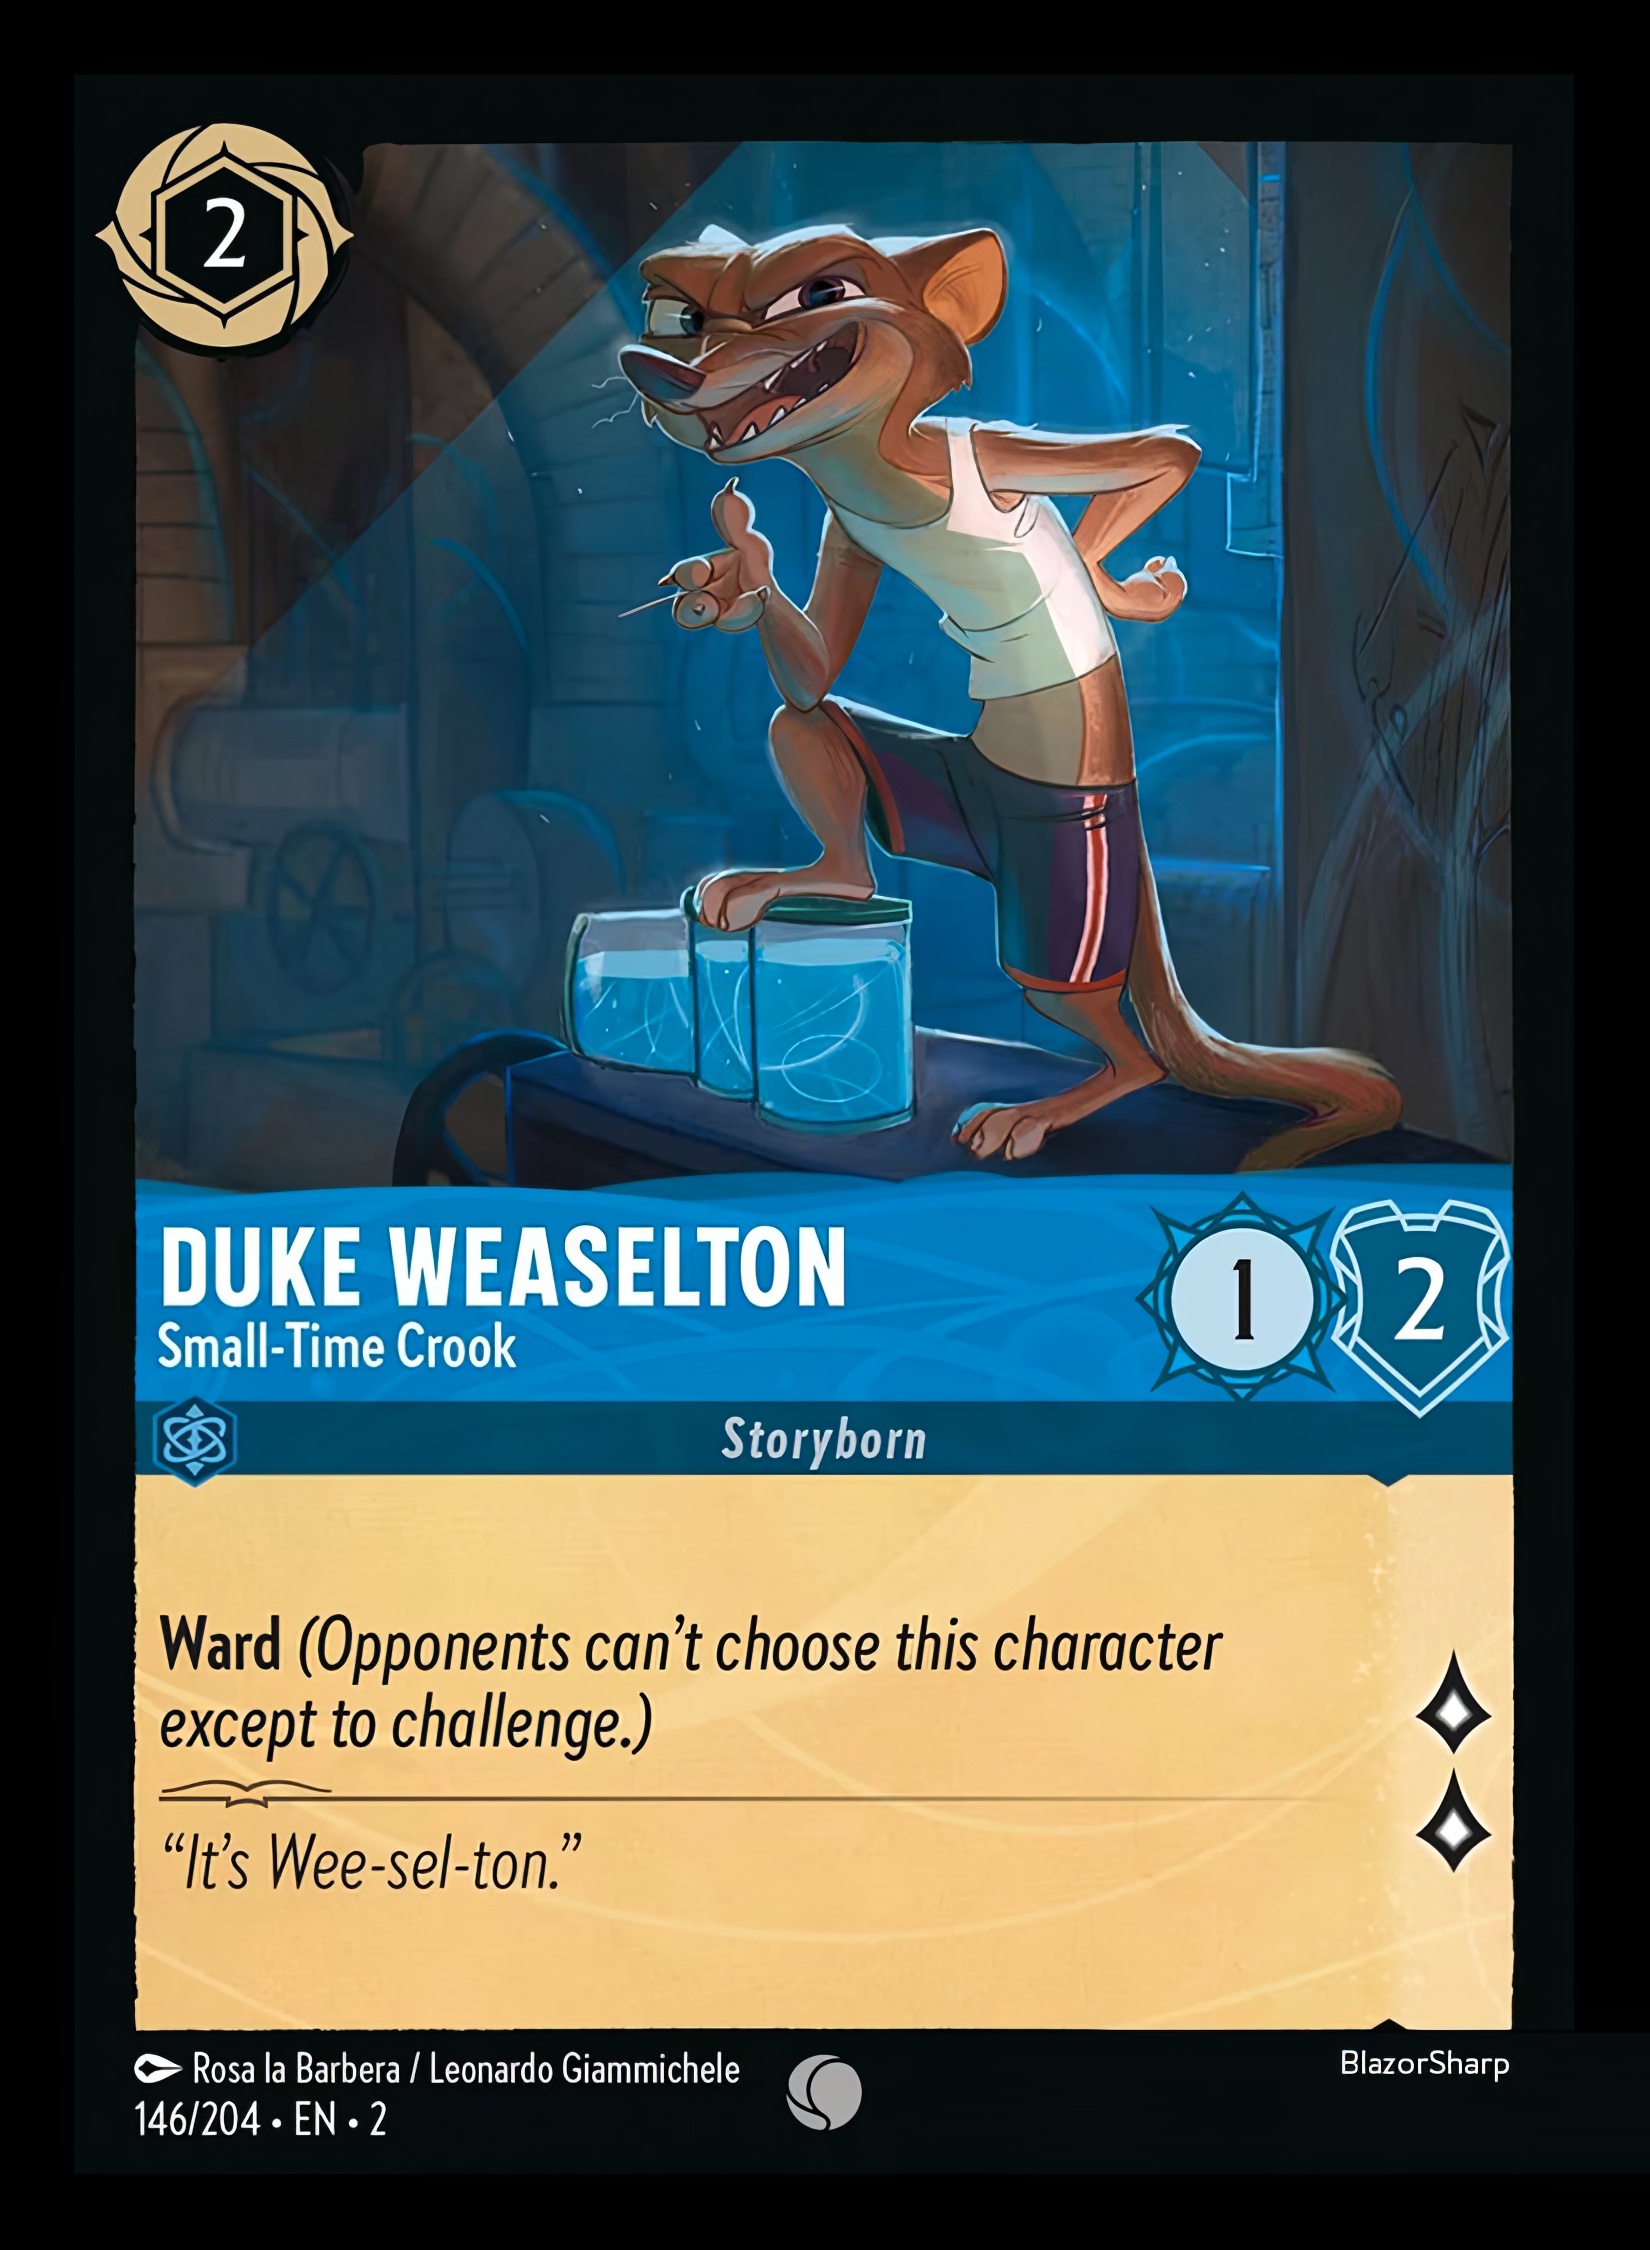 2
DUKE WEASELTON
Small-Time Crook
1
2
Storyborn
Ward (Opponents can’t choose this character
except to challenge.)
“It’s Wee-sel-ton.”
Rosa la Barbera / Leonardo Giammichele
BlazorSharp
146/204 • EN • 2